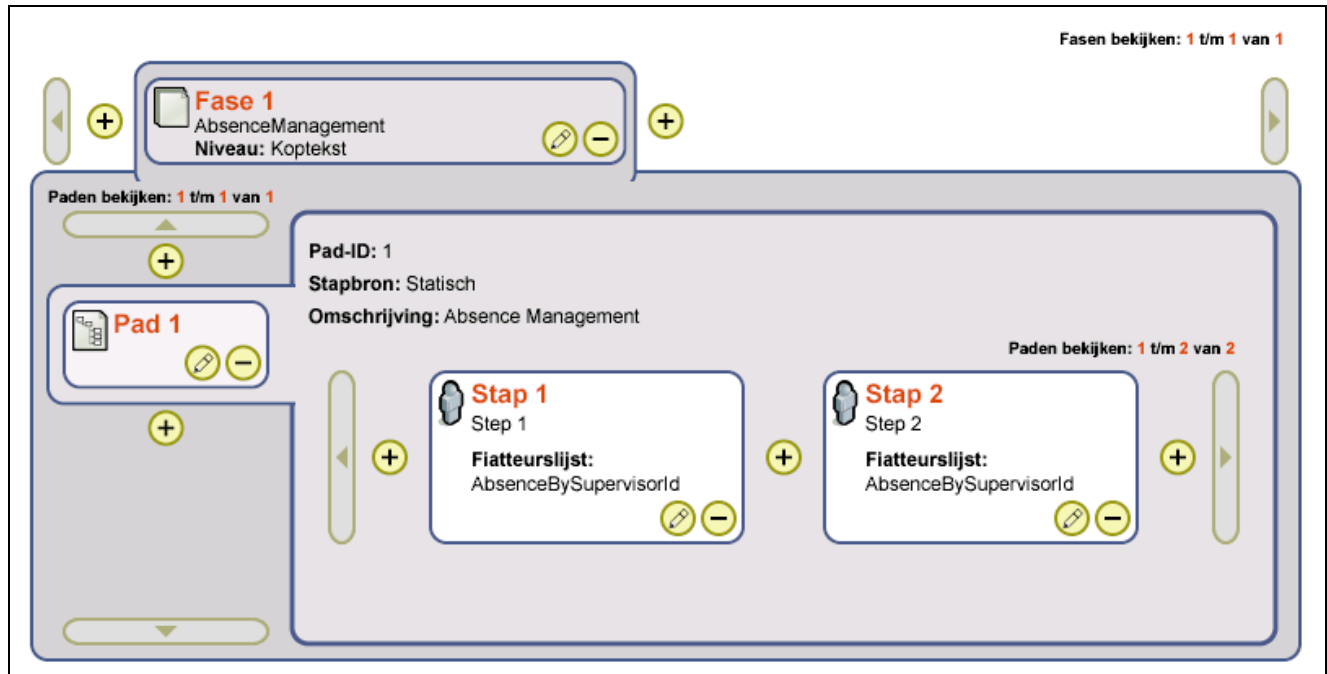 Fasen bekijken: 1 t/m 1 van 1
Fase 1
AbsenceManagement
Niveau: Koptekst
Paden bekijken: 1 t/m 1 van 1
Pad 1
Pad-ID: 1
Stapbron: Statisch
Omschrijving: Absence Management
Paden bekijken: 1 t/m 2 van 2
Stap 1
Step 1
Fiatteurslijst:
AbsenceBySupervisorId
Stap 2
Step 2
Fiatteurslijst:
AbsenceBySupervisorId